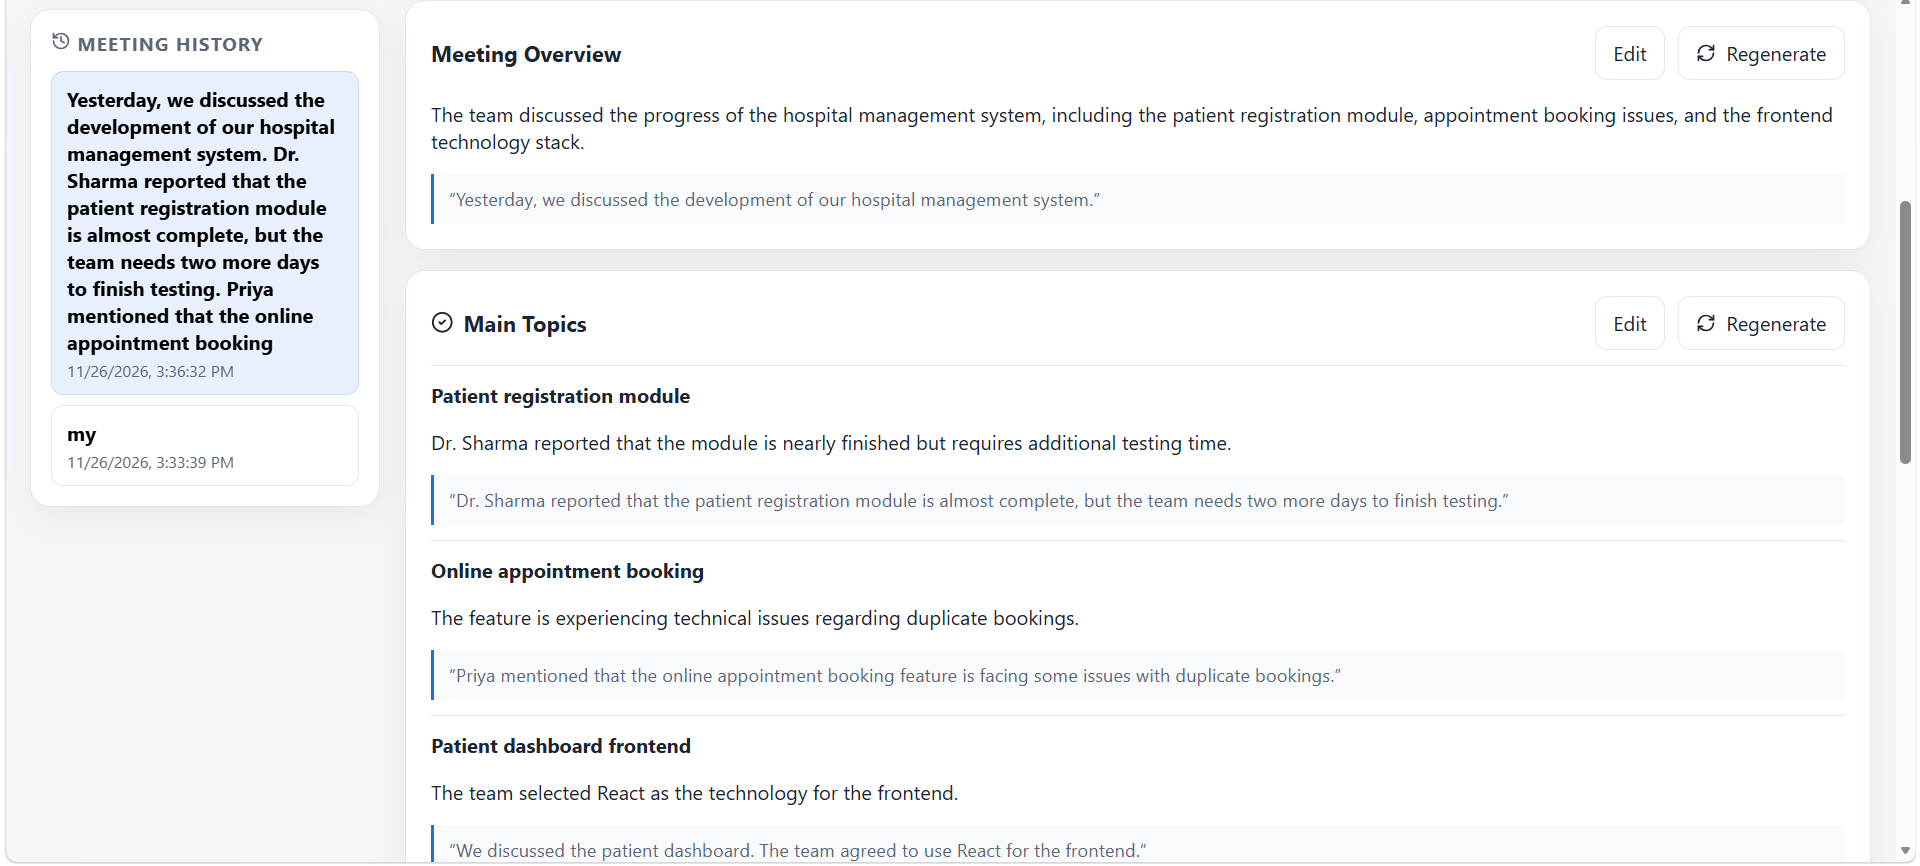 MEETING HISTORY
Yesterday, we discussed the
development of our hospital
management system. Dr.
Sharma reported that the
patient registration module
is almost complete, but the
team needs two more days
to finish testing. Priya
mentioned that the online
appointment booking
11/26/2026, 3:36:32 PM
my
11/26/2026, 3:33:39 PM
Meeting Overview
Edit
Regenerate
The team discussed the progress of the hospital management system, including the patient registration module, appointment booking issues, and the frontend
technology stack.
“Yesterday, we discussed the development of our hospital management system.”
Main Topics
Edit
Regenerate
Patient registration module
Dr. Sharma reported that the module is nearly finished but requires additional testing time.
“Dr. Sharma reported that the patient registration module is almost complete, but the team needs two more days to finish testing.”
Online appointment booking
The feature is experiencing technical issues regarding duplicate bookings.
“Priya mentioned that the online appointment booking feature is facing some issues with duplicate bookings.”
Patient dashboard frontend
The team selected React as the technology for the frontend.
“We discussed the patient dashboard. The team agreed to use React for the frontend.”